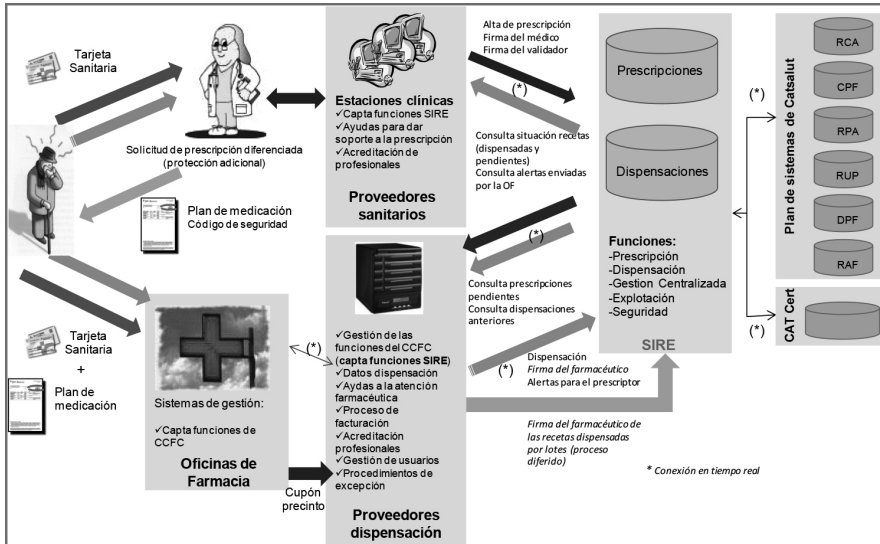 Tarjeta
Sanitaria
Solicitud de prescripción diferenciada
(protección adicional)
Plan de medicación
Código de seguridad
Tarjeta
Sanitaria
+
Plan de
medicación
Estaciones clínicas
✓Capta funciones SIRE
✓Ayudas para dar
soporte a la prescripción
✓Acreditación de
profesionales
Proveedores
sanitarios
Alta de prescripción
Firma del médico
Firma del validador
(*)
Consulta situación recetas
(dispensadas y
pendientes)
Consulta alertas enviadas
por la OF
(*)
Consulta prescripciones
pendientes
Consulta dispensaciones
anteriores
(*)
Dispensación
Firma del farmacéutico
Alertas para el prescriptor
Firma del farmacéutico de
las recetas dispensadas
por lotes (proceso
diferido)
* Conexión en tiempo real
Sistemas de gestión:
✓Capta funciones de
CCFC
Oficinas de
Farmacia
(*)
Cupón
precinto
✓Gestión de las
funciones del CCFC
(capta funciones SIRE)
✓Datos dispensación
✓Aydas a la atención
farmacéutica
✓Proceso de
facturación
✓Acreditación
profesionales
✓Gestión de usuarios
✓Procedimientos de
excepción
Proveedores
dispensación
Prescripciones
Dispensaciones
Funciones:
-Prescripción
-Dispensación
-Gestion Centralizada
-Explotación
-Seguridad
SIRE
(*)
(*)
Plan de sistemas de Catsalut
RCA
CPF
RPA
RUP
DPF
RAF
CAT Cert